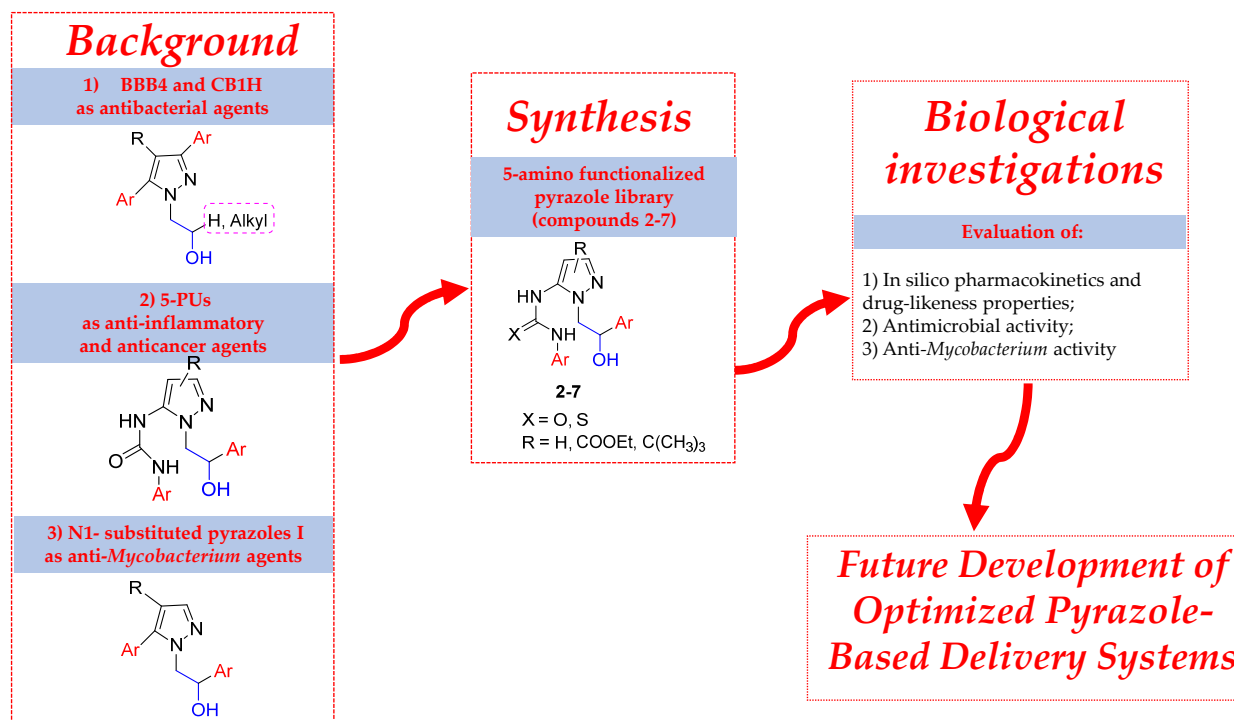 Background
1) BBB4 and CB1H
as antibacterial agents
R
Ar
N
Ar
N
H, Alkyl
OH
2) 5-PUs
as anti-inflammatory
and anticancer agents
R
HN
N
N
O
NH
Ar
Ar
OH
3) N1- substituted pyrazoles I
as anti-Mycobacterium agents
R
N
Ar
N
Ar
OH
Synthesis
5-amino functionalized
pyrazole library
(compounds 2-7)
R
HN
N
N
X
NH
Ar
Ar
OH
2-7
X = O, S
R = H, COOEt, C(CH₃)₃
Biological
investigations
Evaluation of:
1) In silico pharmacokinetics and
drug-likeness properties;
2) Antimicrobial activity;
3) Anti-Mycobacterium activity
Future Development of
Optimized Pyrazole-
Based Delivery Systems